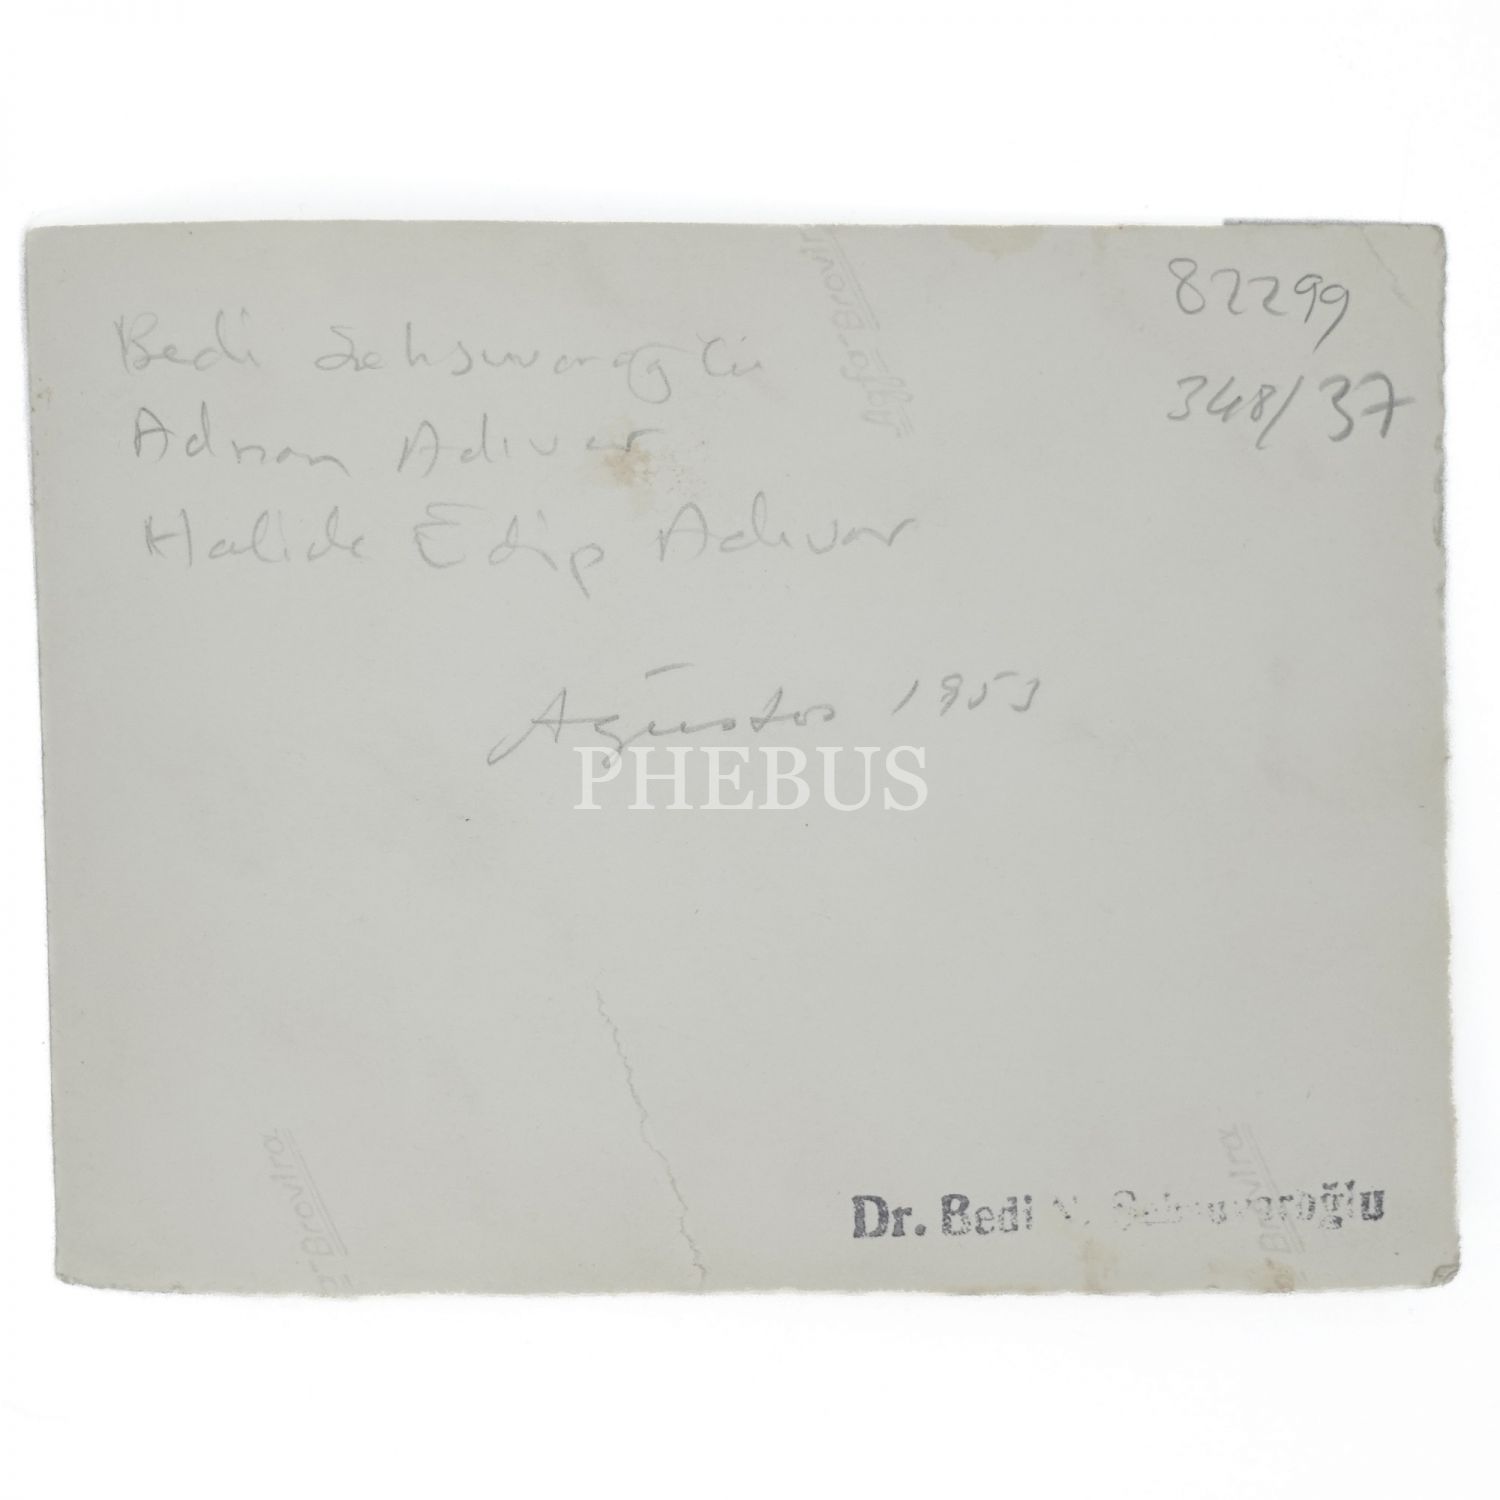 82299
348/37
Bedi Şehsuvaroğlu
Adnan Adıvar
Halide Edip Adıvar
Ağustos 1953
PHEBUS
Agfa-Brovira
Brovira
Brovira
Dr. Bedi N. Şehsuvaroğlu